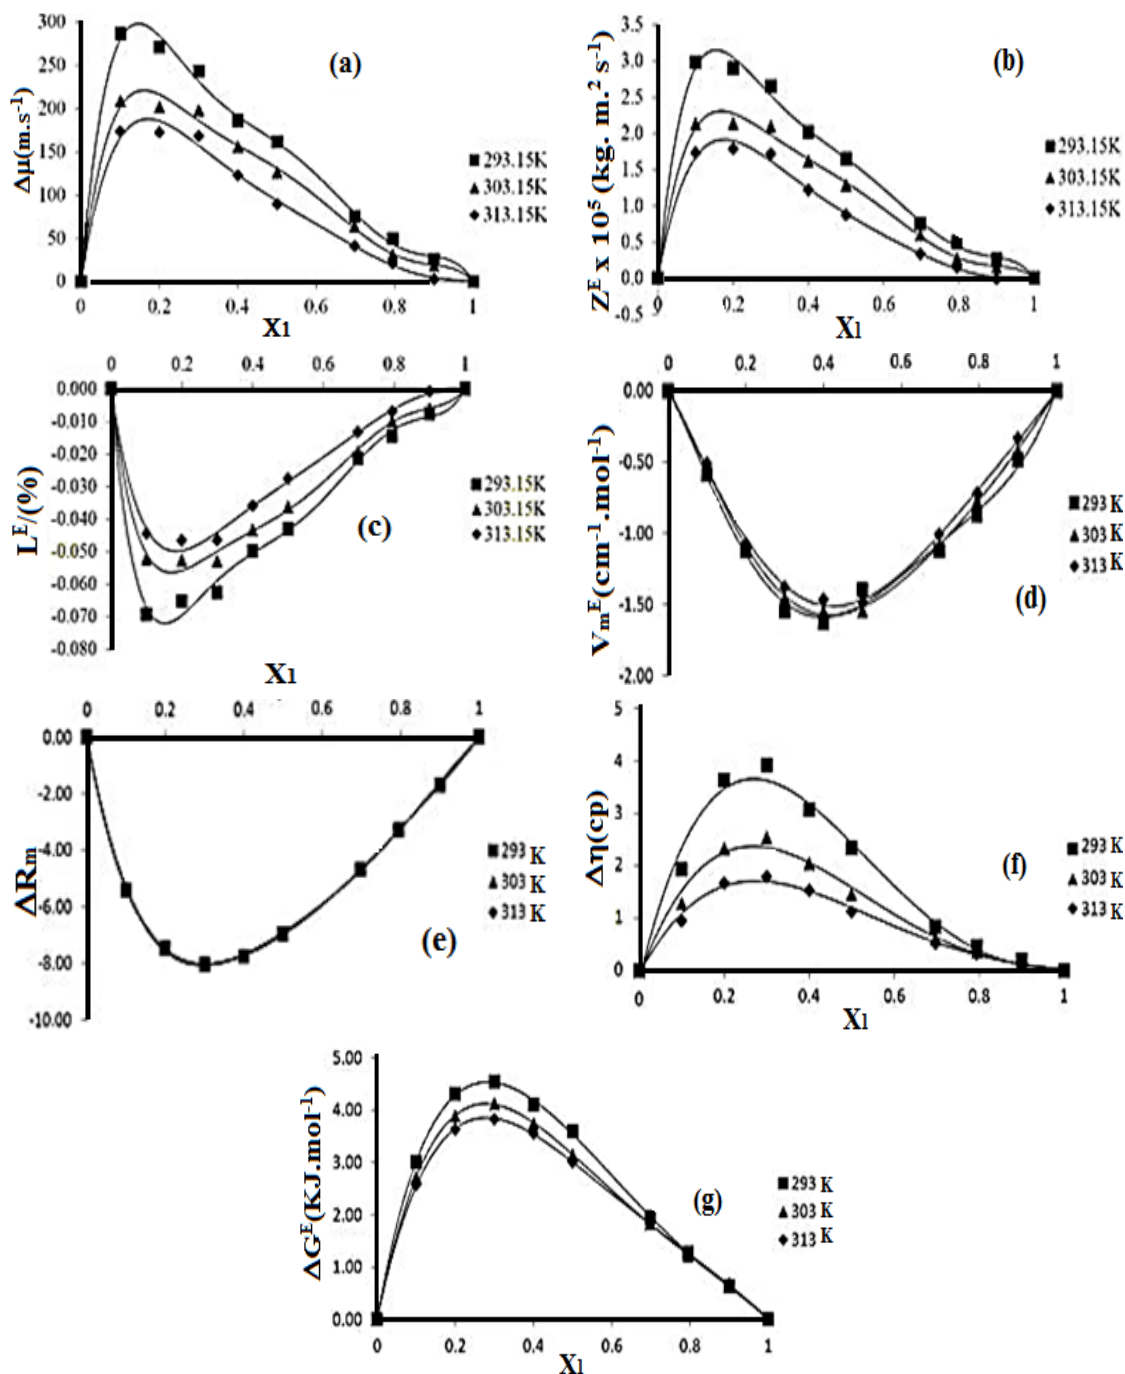 300
250
200
150
100
50
0
Δμ(m.s⁻¹)
(a)
293.15K
303.15K
313.15K
0 0.2 0.4 0.6 0.8 1
X1
3.5
3.0
2.5
2.0
1.5
1.0
0.5
0.0
-0.5
Z^E x 10⁵ (kg. m.² s⁻¹)
(b)
293.15K
303.15K
313.15K
0 0.2 0.4 0.6 0.8 1
Xl
0 0.2 0.4 0.6 0.8 1
0.000
-0.010
-0.020
-0.030
-0.040
-0.050
-0.060
-0.070
-0.080
L^E/(%)
(c)
293.15K
303.15K
313.15K
X1
0 0.2 0.4 0.6 0.8 1
0.00
-0.50
-1.00
-1.50
-2.00
Vm^E(cm⁻¹.mol⁻¹)
293 K
303 K
313 K
(d)
0 0.2 0.4 0.6 0.8 1
0.00
-2.00
-4.00
-6.00
-8.00
-10.00
ΔRm
293 K
303 K
313 K
(e)
5
4
3
2
1
0
Δη(cp)
293 K
303 K
313 K
(f)
0 0.2 0.4 0.6 0.8 1
Xl
5.00
4.00
3.00
2.00
1.00
0.00
ΔG^E(KJ.mol⁻¹)
(g)
293 K
303 K
313 K
0 0.2 0.4 0.6 0.8 1
Xl